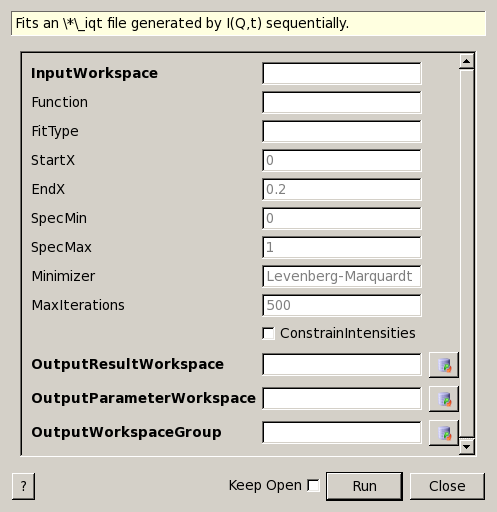 Fits an \*\_iqt file generated by I(Q,t) sequentially.
InputWorkspace
Function
FitType
StartX 0
EndX 0.2
SpecMin 0
SpecMax 1
Minimizer Levenberg-Marquardt
MaxIterations 500
ConstrainIntensities
OutputResultWorkspace
OutputParameterWorkspace
OutputWorkspaceGroup
? Keep Open Run Close